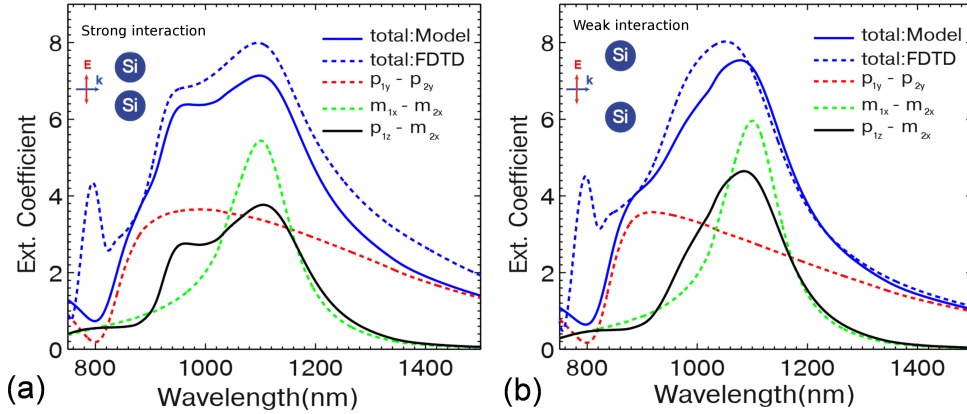 Strong interaction
Si
E
k
Si
total:Model
total:FDTD
p1y - p2y
m1x - m2x
p1z - m2x
8
6
4
2
0
Ext. Coefficient
800
1000
1200
1400
Wavelength(nm)
(a)
Weak interaction
Si
E
k
Si
total:Model
total:FDTD
p1y - p2y
m1x - m2x
p1z - m2x
8
6
4
2
0
Ext. Coefficient
800
1000
1200
1400
Wavelength(nm)
(b)